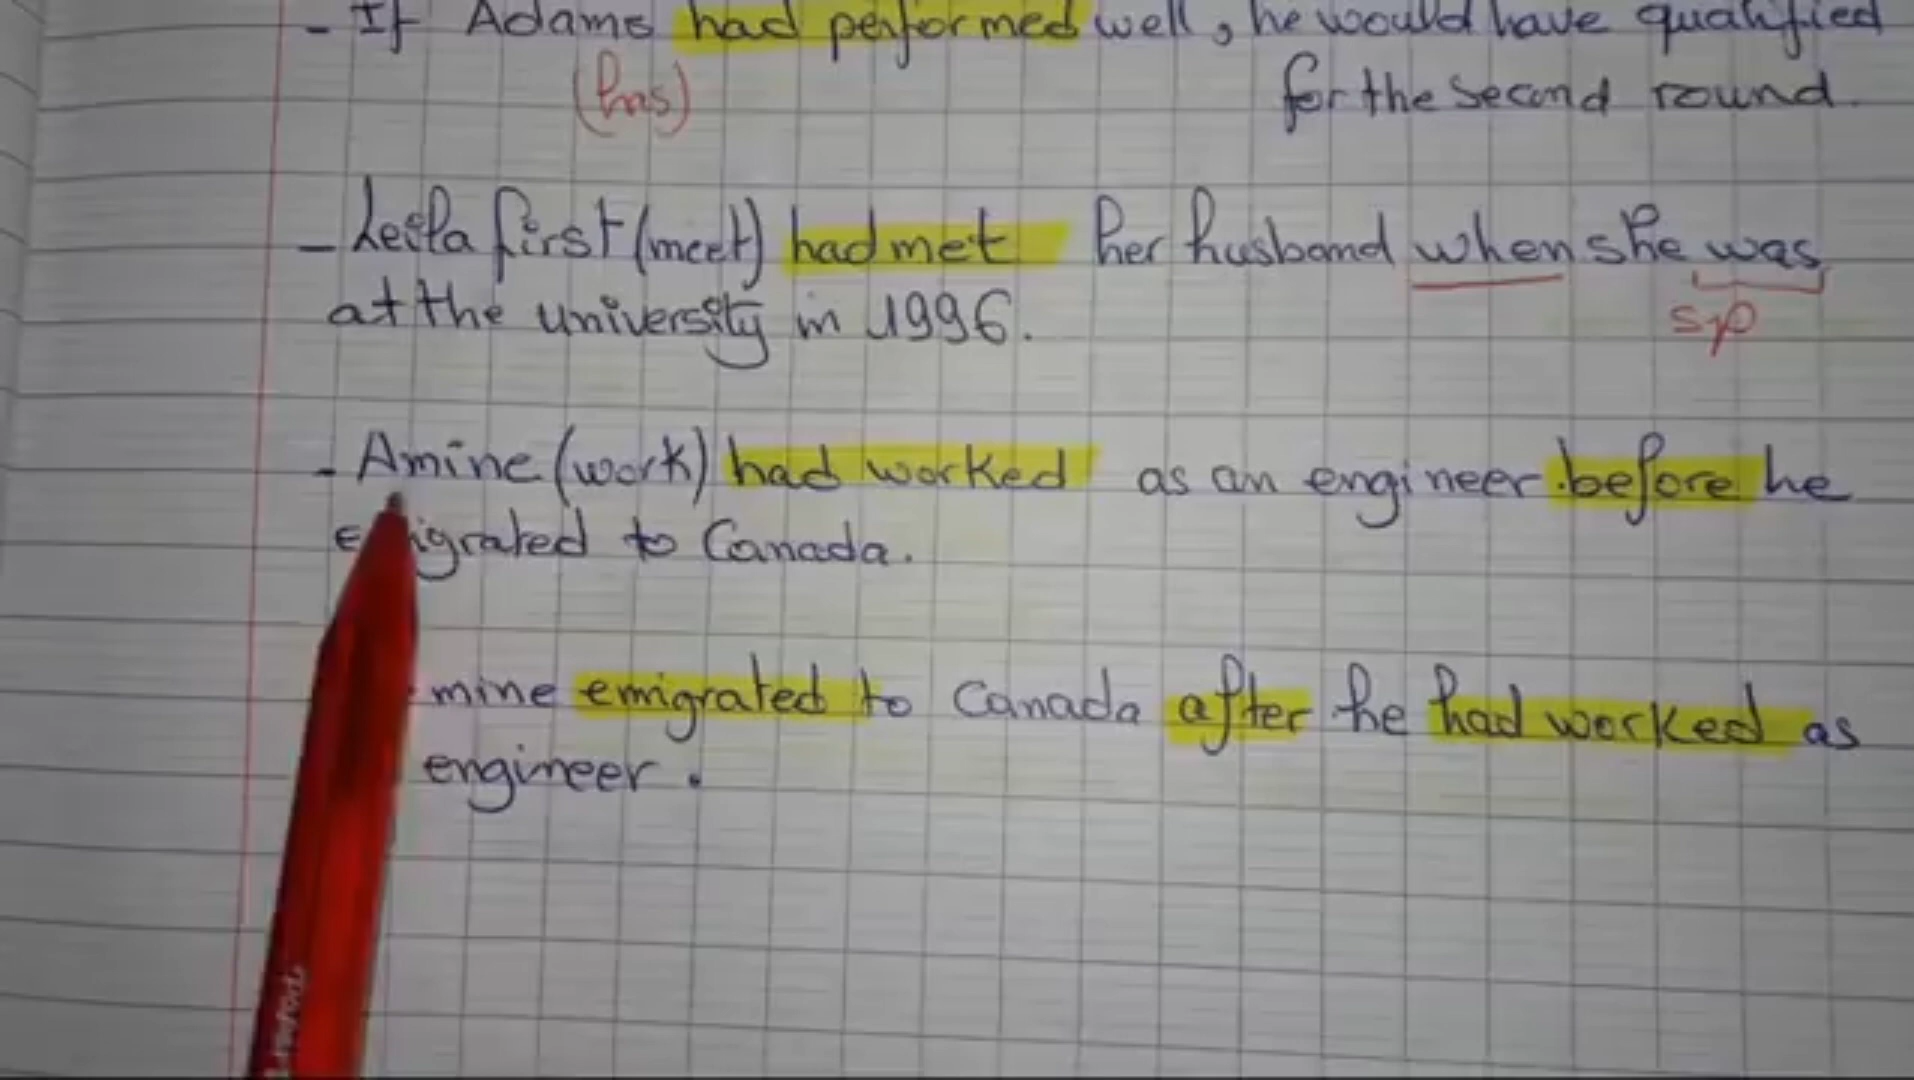 - If Adams had performed well, he would have qualified
(has) for the second round.
- Leila first (meet) had met her husband when she was
sp
at the university in 1996.
- Amine (work) had worked as an engineer before he
emigrated to Canada.
mine emigrated to Canada after he had worked as
engineer.